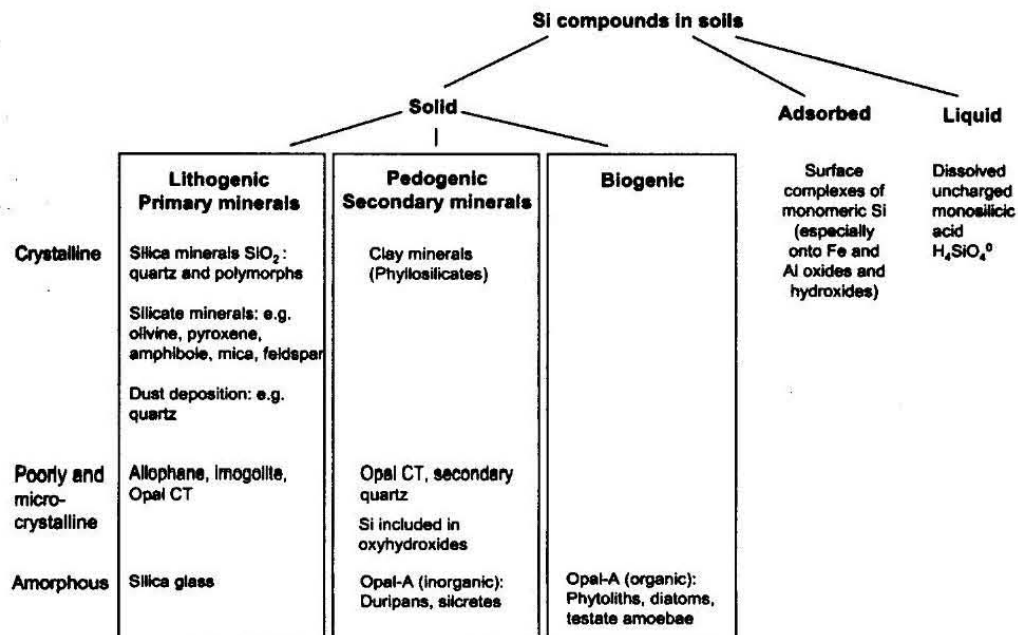 Si compounds in soils
Solid
Adsorbed
Liquid
Lithogenic
Primary minerals
Pedogenic
Secondary minerals
Biogenic
Surface
complexes of
monomeric Si
(especially
onto Fe and
Al oxides and
hydroxides)
Dissolved
uncharged
monosilicic
acid
H₄SiO₄⁰
Crystalline
Silica minerals SiO₂ :
quartz and polymorphs
Silicate minerals: e.g.
olivine, pyroxene,
amphibole, mica, feldspar
Dust deposition: e.g.
quartz
Clay minerals
(Phyllosilicates)
Poorly and
micro-
crystalline
Allophane, imogolite,
Opal CT
Opal CT, secondary
quartz
Si included in
oxyhydroxides
Amorphous
Silica glass
Opal-A (inorganic):
Duripans, silcretes
Opal-A (organic):
Phytoliths, diatoms,
testate amoebae